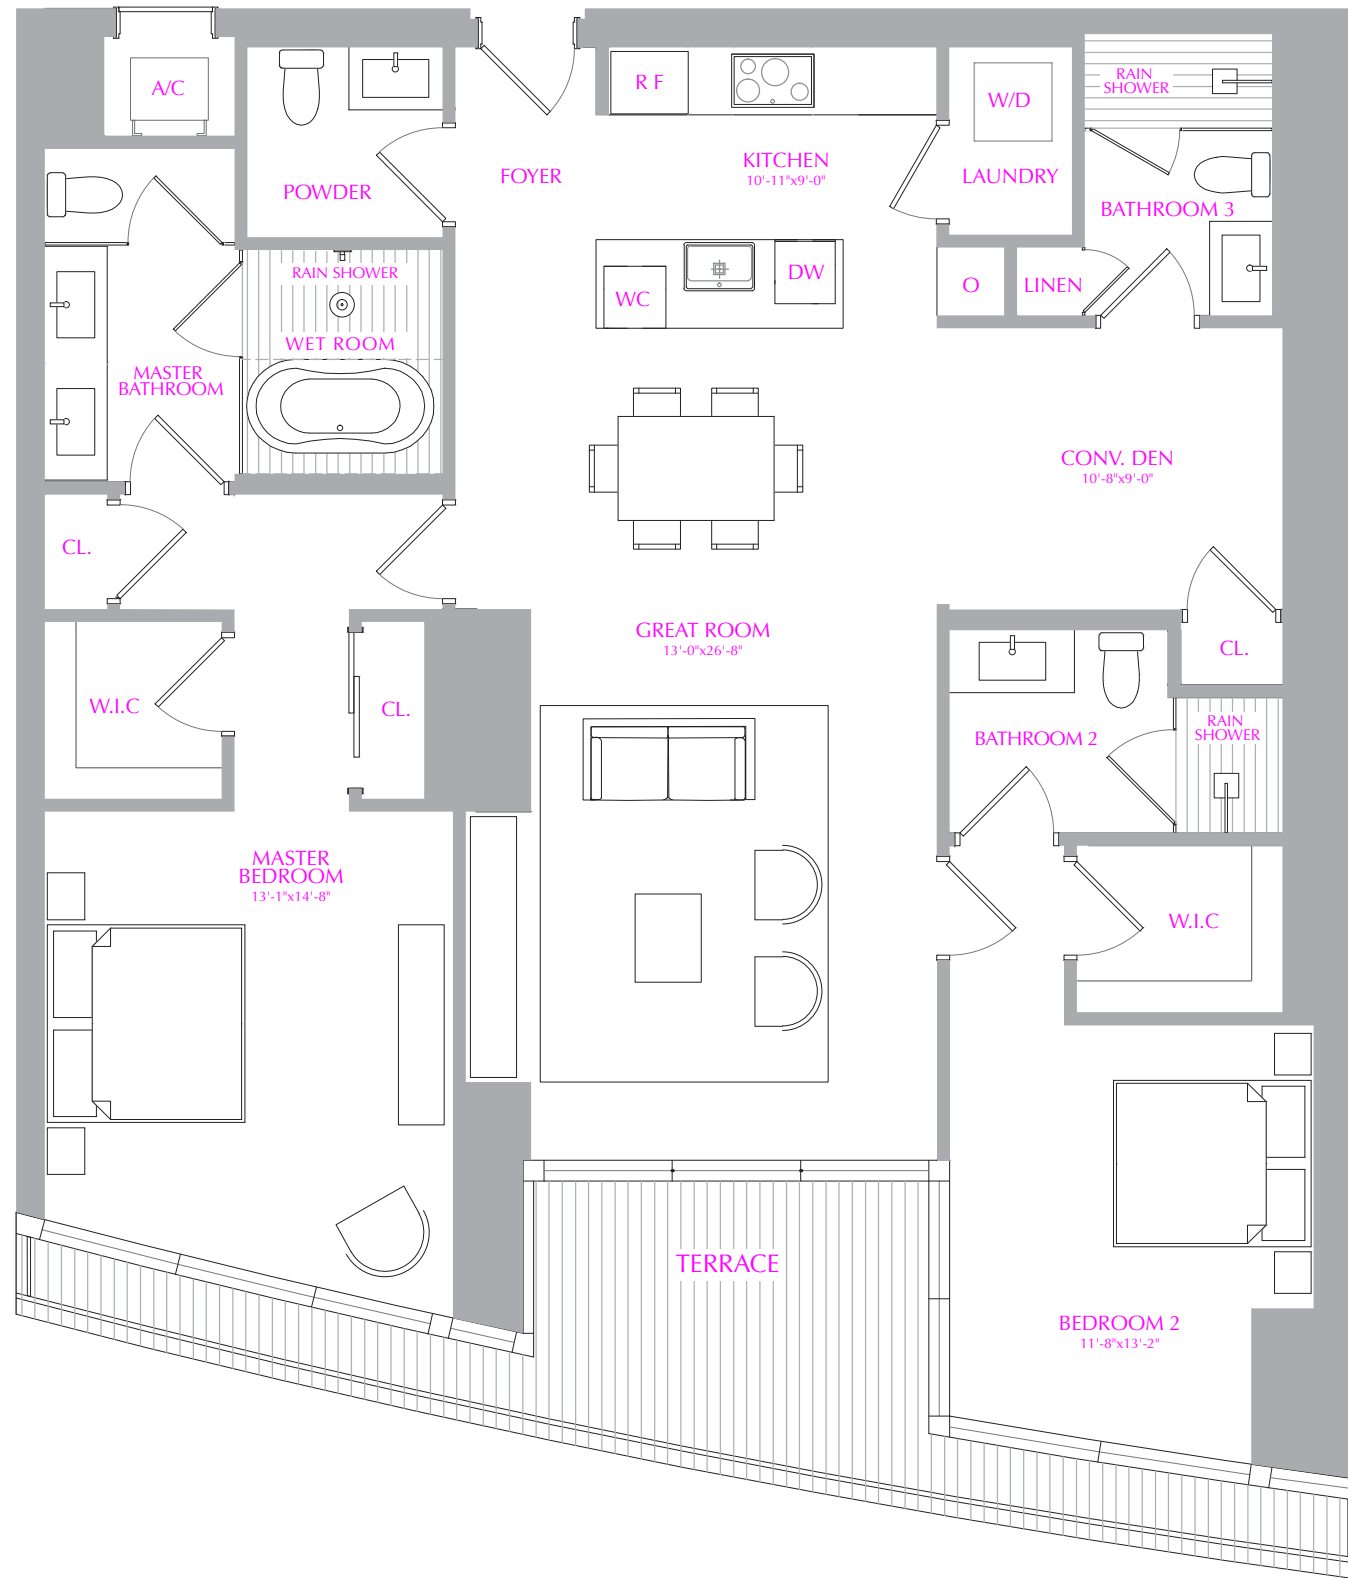 A/C
R F
W/D
RAIN
SHOWER
KITCHEN
10'-11"x9'-0"
FOYER
LAUNDRY
POWDER
BATHROOM 3
RAIN SHOWER
DW
WC
O
LINEN
WET ROOM
MASTER
BATHROOM
CONV. DEN
10'-8"x9'-0"
CL.
GREAT ROOM
13'-0"x26'-8"
CL.
W.I.C
CL.
BATHROOM 2
RAIN
SHOWER
MASTER
BEDROOM
13'-1"x14'-8"
W.I.C
TERRACE
BEDROOM 2
11'-8"x13'-2"